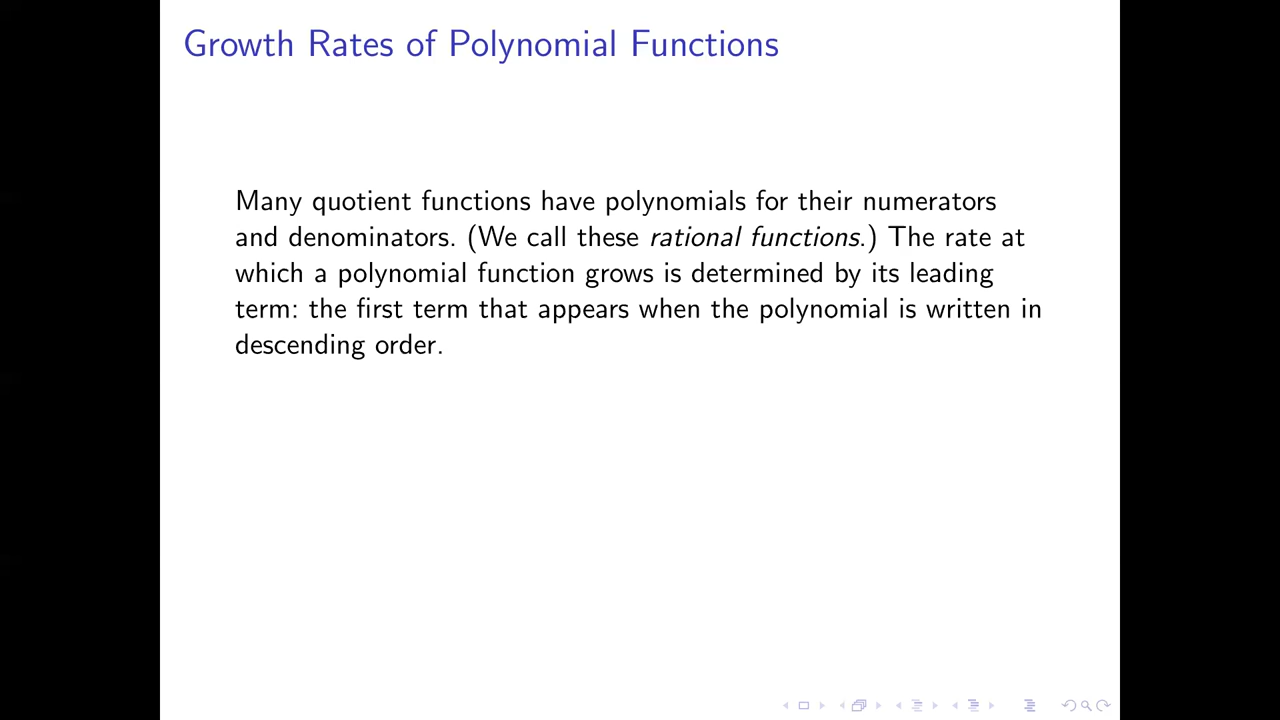 Growth Rates of Polynomial Functions
Many quotient functions have polynomials for their numerators
and denominators. (We call these rational functions.) The rate at
which a polynomial function grows is determined by its leading
term: the first term that appears when the polynomial is written in
descending order.